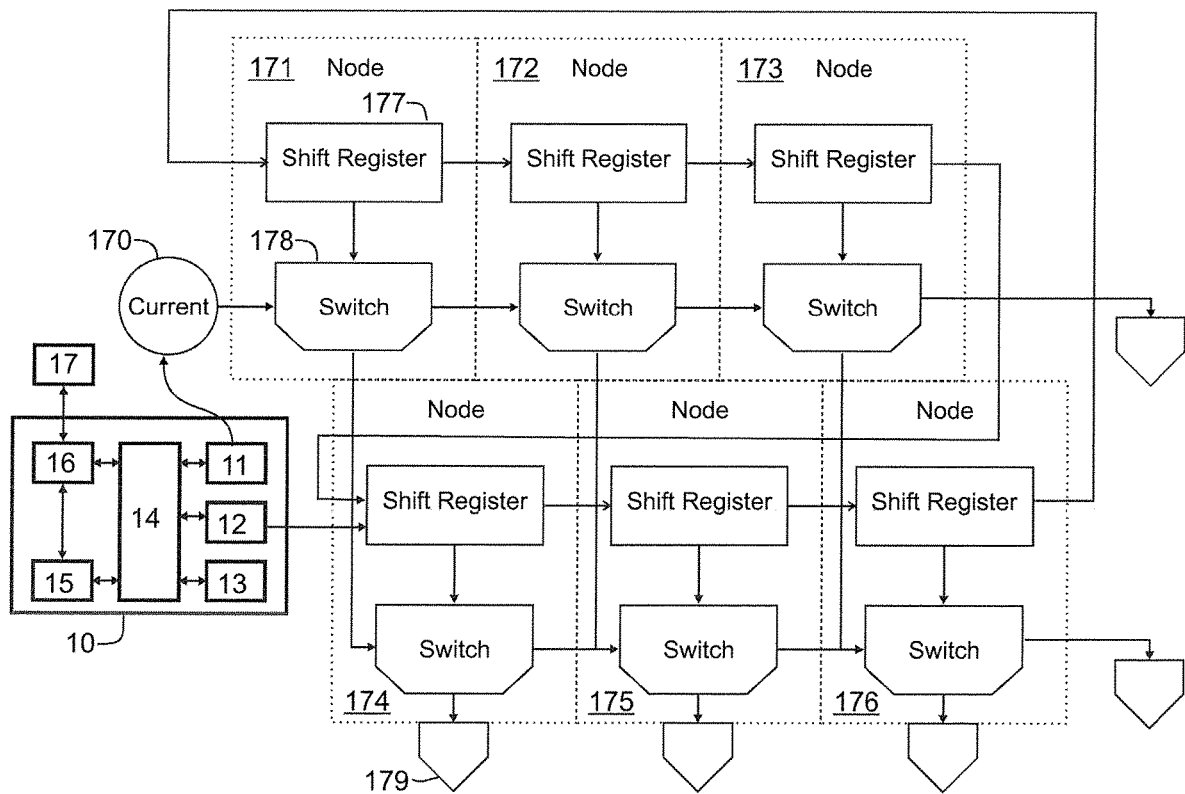 171 Node
172 Node
173 Node
177
Shift Register
Shift Register
Shift Register
170
178
Current
Switch
Switch
Switch
17
Node
Node
Node
16
11
14
Shift Register
Shift Register
Shift Register
12
15
13
10
Switch
Switch
Switch
174
175
176
179